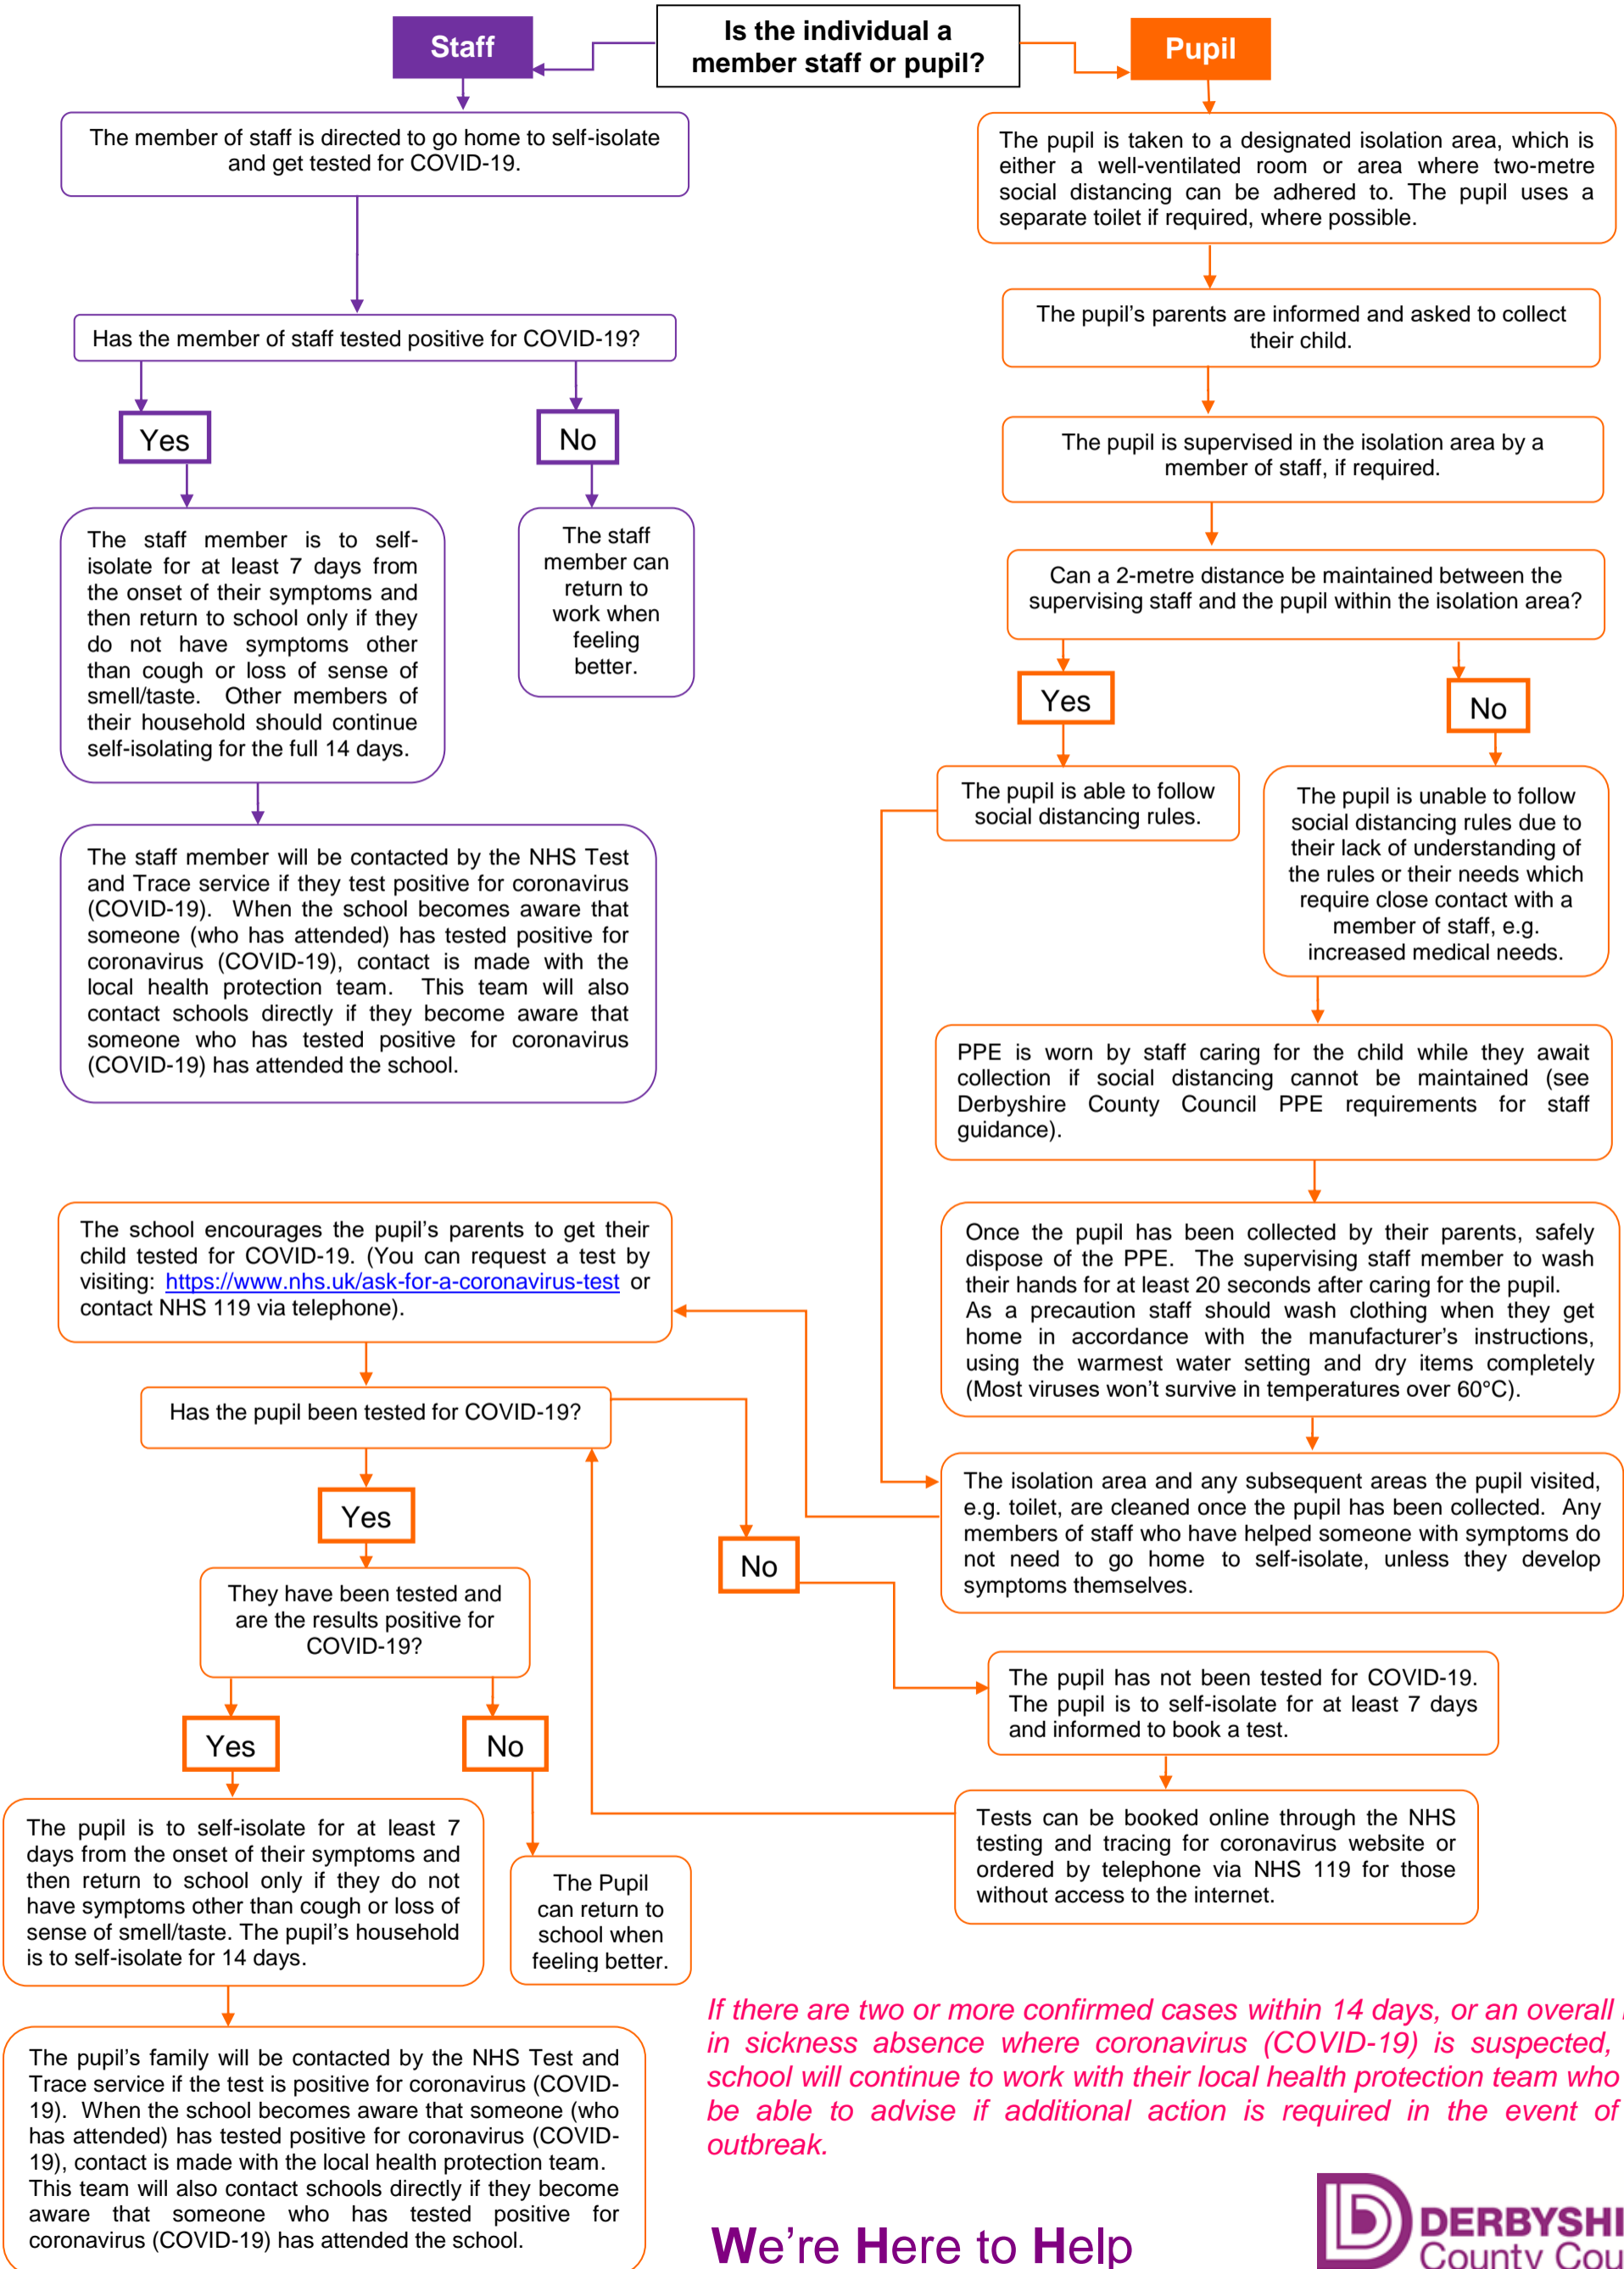 Is the individual a
member staff or pupil?
Staff
Pupil
The member of staff is directed to go home to self-isolate
and get tested for COVID-19.
Has the member of staff tested positive for COVID-19?
Yes
No
The staff member is to self-
isolate for at least 7 days from
the onset of their symptoms and
then return to school only if they
do not have symptoms other
than cough or loss of sense of
smell/taste. Other members of
their household should continue
self-isolating for the full 14 days.
The staff
member can
return to
work when
feeling
better.
The staff member will be contacted by the NHS Test
and Trace service if they test positive for coronavirus
(COVID-19). When the school becomes aware that
someone (who has attended) has tested positive for
coronavirus (COVID-19), contact is made with the
local health protection team. This team will also
contact schools directly if they become aware that
someone who has tested positive for coronavirus
(COVID-19) has attended the school.
The pupil is taken to a designated isolation area, which is
either a well-ventilated room or area where two-metre
social distancing can be adhered to. The pupil uses a
separate toilet if required, where possible.
The pupil's parents are informed and asked to collect
their child.
The pupil is supervised in the isolation area by a
member of staff, if required.
Can a 2-metre distance be maintained between the
supervising staff and the pupil within the isolation area?
Yes
No
The pupil is able to follow
social distancing rules.
The pupil is unable to follow
social distancing rules due to
their lack of understanding of
the rules or their needs which
require close contact with a
member of staff, e.g.
increased medical needs.
PPE is worn by staff caring for the child while they await
collection if social distancing cannot be maintained (see
Derbyshire County Council PPE requirements for staff
guidance).
Once the pupil has been collected by their parents, safely
dispose of the PPE. The supervising staff member to wash
their hands for at least 20 seconds after caring for the pupil.
As a precaution staff should wash clothing when they get
home in accordance with the manufacturer's instructions,
using the warmest water setting and dry items completely
(Most viruses won't survive in temperatures over 60°C).
The isolation area and any subsequent areas the pupil visited,
e.g. toilet, are cleaned once the pupil has been collected. Any
members of staff who have helped someone with symptoms do
not need to go home to self-isolate, unless they develop
symptoms themselves.
The school encourages the pupil's parents to get their
child tested for COVID-19. (You can request a test by
visiting: https://www.nhs.uk/ask-for-a-coronavirus-test or
contact NHS 119 via telephone).
Has the pupil been tested for COVID-19?
Yes
No
They have been tested and
are the results positive for
COVID-19?
Yes
No
The pupil has not been tested for COVID-19.
The pupil is to self-isolate for at least 7 days
and informed to book a test.
Tests can be booked online through the NHS
testing and tracing for coronavirus website or
ordered by telephone via NHS 119 for those
without access to the internet.
The pupil is to self-isolate for at least 7
days from the onset of their symptoms and
then return to school only if they do not
have symptoms other than cough or loss of
sense of smell/taste. The pupil's household
is to self-isolate for 14 days.
The Pupil
can return to
school when
feeling better.
The pupil's family will be contacted by the NHS Test and
Trace service if the test is positive for coronavirus (COVID-
19). When the school becomes aware that someone (who
has attended) has tested positive for coronavirus (COVID-
19), contact is made with the local health protection team.
This team will also contact schools directly if they become
aware that someone who has tested positive for
coronavirus (COVID-19) has attended the school.
If there are two or more confirmed cases within 14 days, or an overall
in sickness absence where coronavirus (COVID-19) is suspected,
school will continue to work with their local health protection team who
be able to advise if additional action is required in the event of
outbreak.
We're Here to Help
DERBYSHI
County Cou